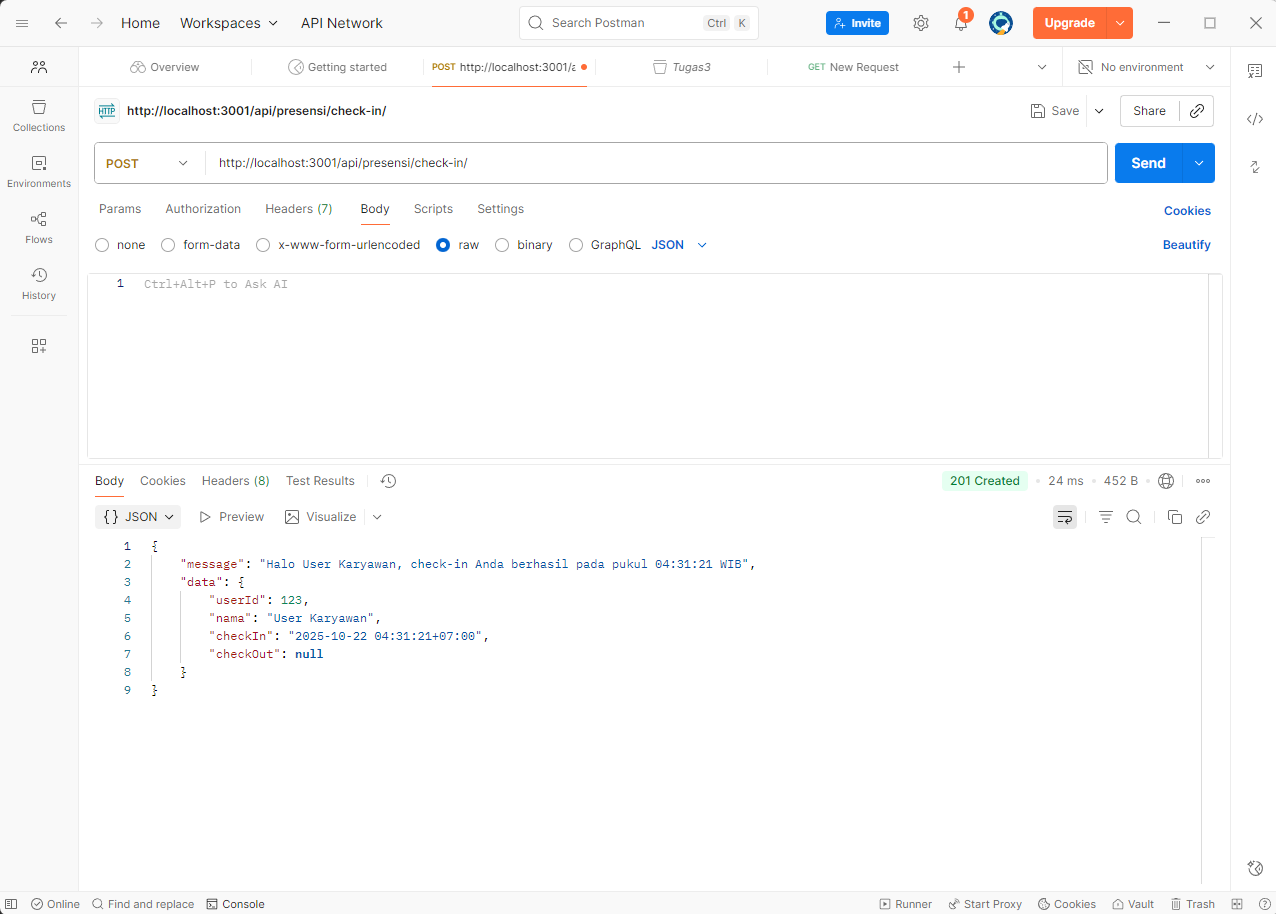 Home Workspaces API Network Search Postman Ctrl K Invite 1 Upgrade
Overview Getting started POST http://localhost:3001/a Tugas3 GET New Request No environment
HTTP http://localhost:3001/api/presensi/check-in/ Save Share
Collections
POST http://localhost:3001/api/presensi/check-in/ Send
Environments
Params Authorization Headers (7) Body Scripts Settings Cookies
Flows
none form-data x-www-form-urlencoded raw binary GraphQL JSON Beautify
History
1 Ctrl+Alt+P to Ask AI
Body Cookies Headers (8) Test Results 201 Created 24 ms 452 B
{} JSON Preview Visualize
1 {
2 "message": "Halo User Karyawan, check-in Anda berhasil pada pukul 04:31:21 WIB",
3 "data": {
4 "userId": 123,
5 "nama": "User Karyawan",
6 "checkIn": "2025-10-22 04:31:21+07:00",
7 "checkOut": null
8 }
9 }
Online Find and replace Console Runner Start Proxy Cookies Vault Trash